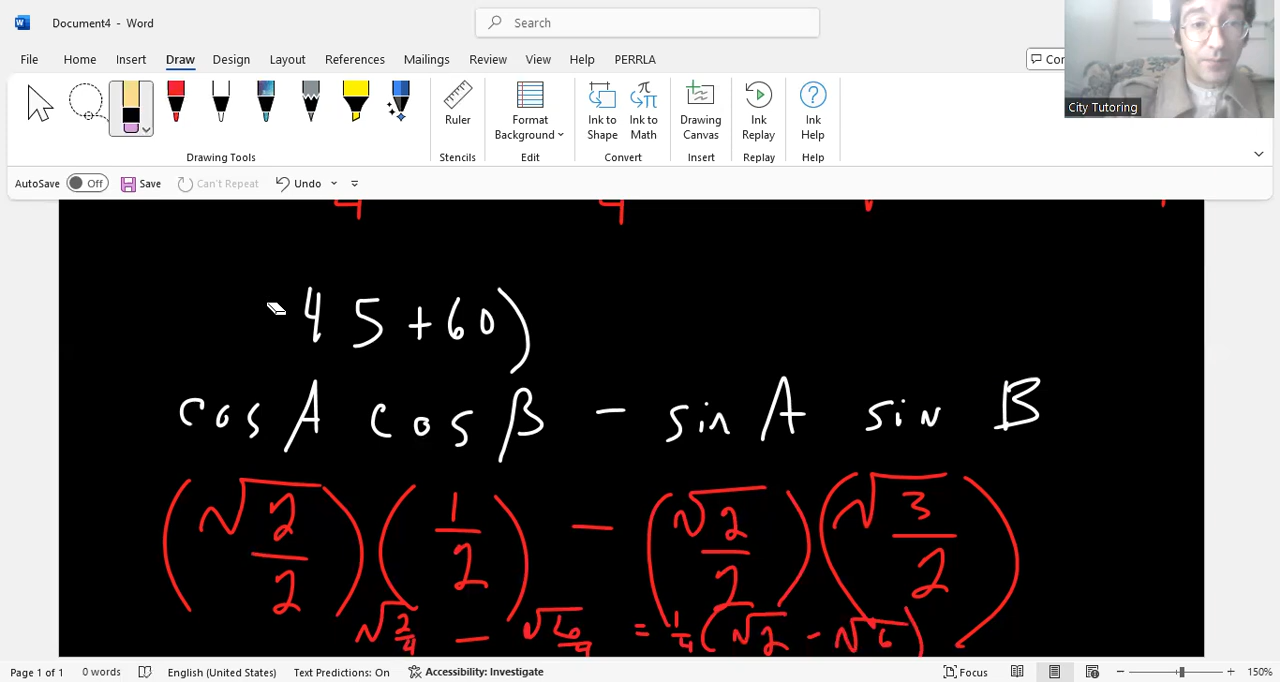 Document4 - Word
Search
File Home Insert Draw Design Layout References Mailings Review View Help PERRLA
City Tutoring
Ruler
Format Background
Ink to Shape
Ink to Math
Drawing Canvas
Ink Replay
Ink Help
Drawing Tools Stencils Edit Convert Insert Replay Help
AutoSave Off Save Can't Repeat Undo
4 4
45+60)
cos A cos B − sin A sin B
(√2/2)(1/2) − (√2/2)(√3/2)
√2/4 − √6/4 = 1/4(√2 − √6)
Page 1 of 1 0 words English (United States) Text Predictions: On Accessibility: Investigate Focus 150%